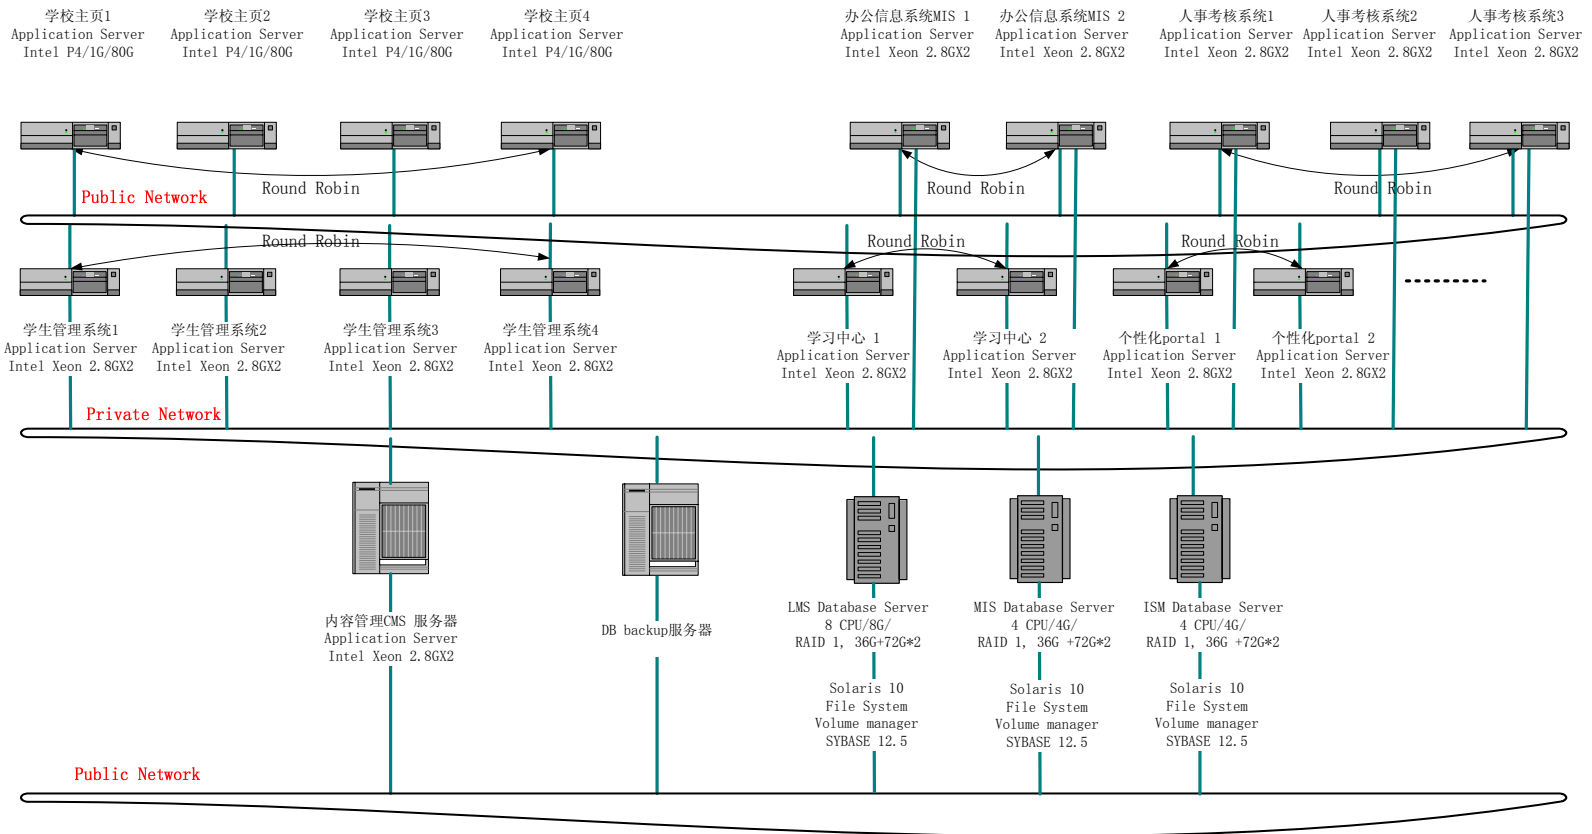 学校主页1
Application Server
Intel P4/1G/80G
学校主页2
Application Server
Intel P4/1G/80G
学校主页3
Application Server
Intel P4/1G/80G
学校主页4
Application Server
Intel P4/1G/80G
办公信息系统MIS 1
Application Server
Intel Xeon 2.8GX2
办公信息系统MIS 2
Application Server
Intel Xeon 2.8GX2
人事考核系统1
Application Server
Intel Xeon 2.8GX2
人事考核系统2
Application Server
Intel Xeon 2.8GX2
人事考核系统3
Application Server
Intel Xeon 2.8GX2
Round Robin
Round Robin
Round Robin
Public Network
Round Robin
Round Robin
Round Robin
学生管理系统1
Application Server
Intel Xeon 2.8GX2
学生管理系统2
Application Server
Intel Xeon 2.8GX2
学生管理系统3
Application Server
Intel Xeon 2.8GX2
学生管理系统4
Application Server
Intel Xeon 2.8GX2
学习中心 1
Application Server
Intel Xeon 2.8GX2
学习中心 2
Application Server
Intel Xeon 2.8GX2
个性化portal 1
Application Server
Intel Xeon 2.8GX2
个性化portal 2
Application Server
Intel Xeon 2.8GX2
Private Network
内容管理CMS 服务器
Application Server
Intel Xeon 2.8GX2
DB backup服务器
LMS Database Server
8 CPU/8G/
RAID 1, 36G+72G*2
MIS Database Server
4 CPU/4G/
RAID 1, 36G +72G*2
ISM Database Server
4 CPU/4G/
RAID 1, 36G +72G*2
Solaris 10
File System
Volume manager
SYBASE 12.5
Solaris 10
File System
Volume manager
SYBASE 12.5
Solaris 10
File System
Volume manager
SYBASE 12.5
Public Network